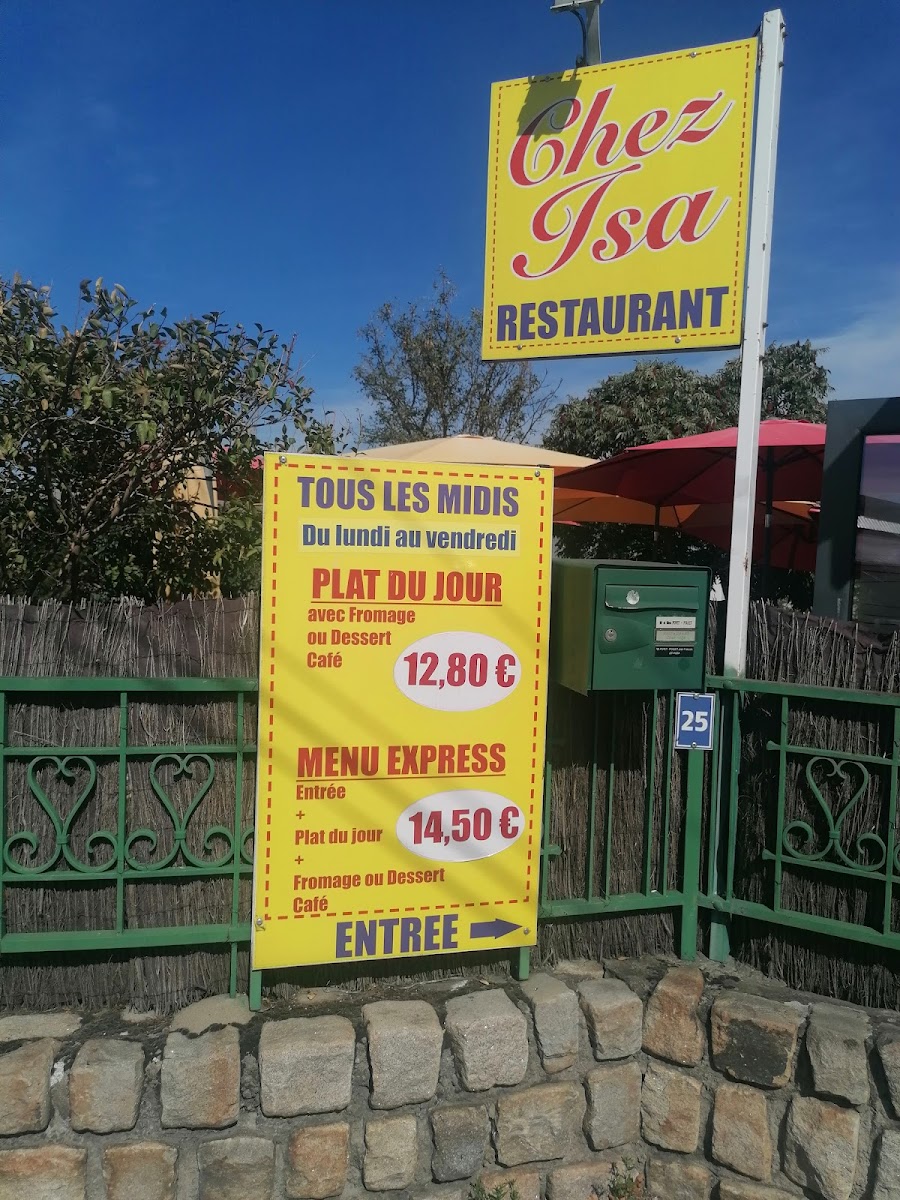 Chez
Isa
RESTAURANT
TOUS LES MIDIS
Du lundi au vendredi
PLAT DU JOUR
avec Fromage
ou Dessert
Café
12,80 €
MENU EXPRESS
Entrée
+
Plat du jour
+
Fromage ou Dessert
Café
14,50 €
ENTREE
25